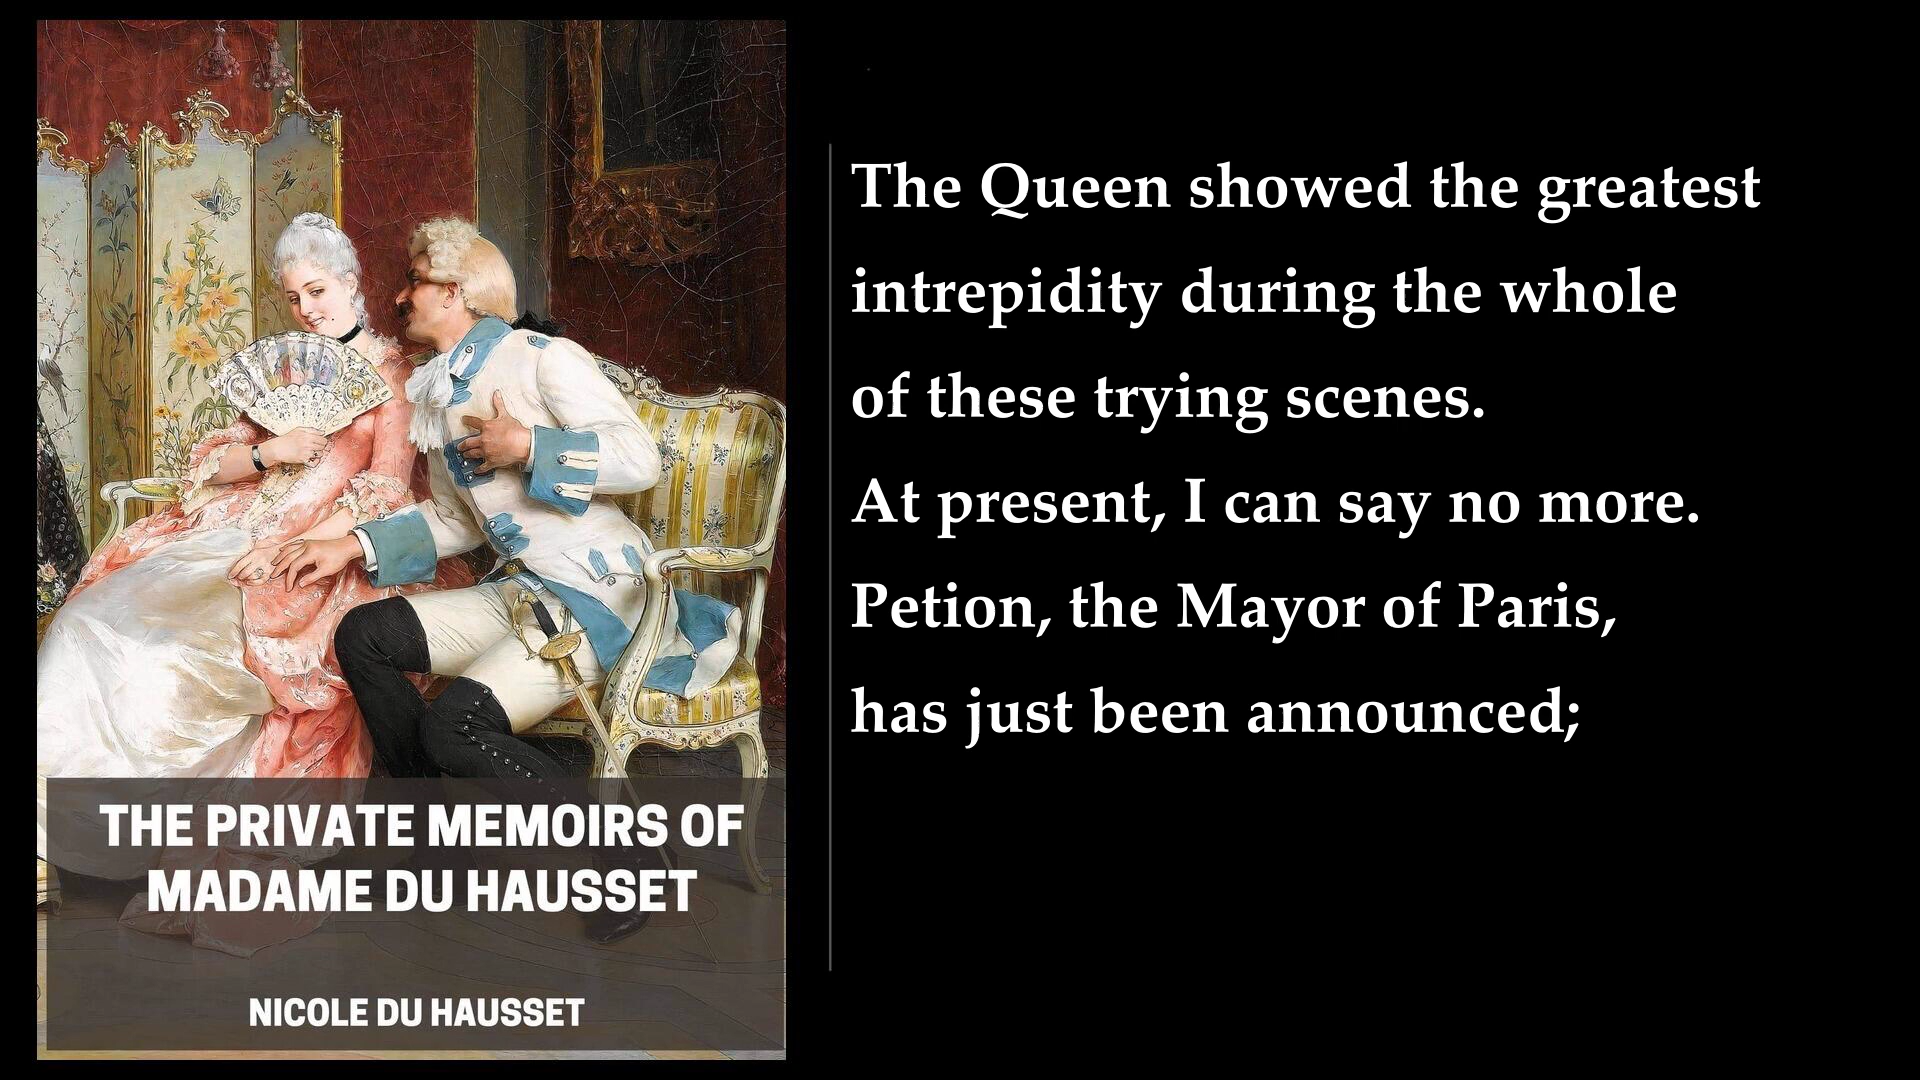 The Queen showed the greatest
intrepidity during the whole
of these trying scenes.
At present, I can say no more.
Petion, the Mayor of Paris,
has just been announced;
THE PRIVATE MEMOIRS OF
MADAME DU HAUSSET
NICOLE DU HAUSSET